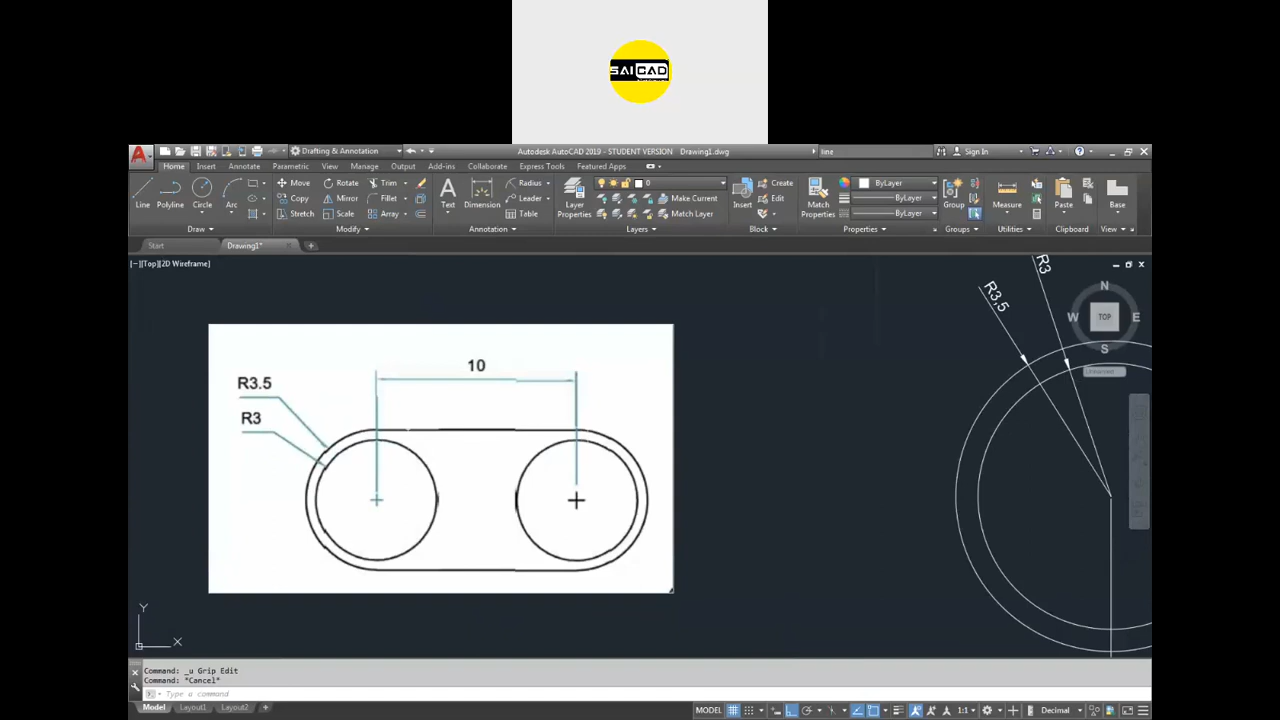 SAI CAD
Drafting & Annotation
Autodesk AutoCAD 2019 - STUDENT VERSION Drawing1.dwg
line
Sign In
Home Insert Annotate Parametric View Manage Output Add-ins Collaborate Express Tools Featured Apps
Line Polyline Circle Arc
Move Rotate Trim
Copy Mirror Fillet
Stretch Scale Array
Text Dimension
Radius
Leader
Table
Layer Properties
0
Make Current
Match Layer
Insert
Create
Edit
Match Properties
ByLayer
ByLayer
ByLayer
Group
Measure
Paste
Base
Draw Modify Annotation Layers Block Properties Groups Utilities Clipboard View
Start Drawing1*
[−][Top][2D Wireframe]
R3
R3,5
N
W TOP E
S
10
R3.5
R3
Y
X
Command: _u Grip Edit
Command: *Cancel*
Type a command
Model Layout1 Layout2
MODEL 1:1 Decimal